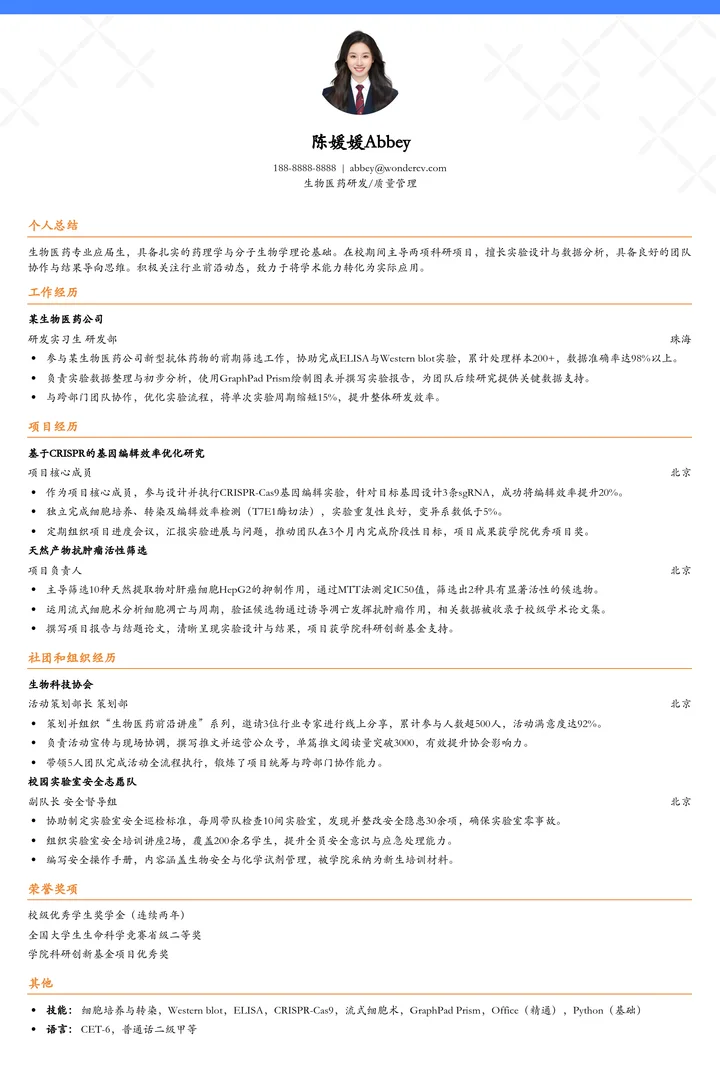 陈媛媛Abbey
188-8888-8888 | abbey@wondercv.com
生物医药研发/质量管理
个人总结
生物医药专业应届生，具备扎实的药理学与分子生物学理论基础。在校期间主导两项科研项目，擅长实验设计与数据分析，具备良好的团队
协作与结果导向思维。积极关注行业前沿动态，致力于将学术能力转化为实际应用。
工作经历
某生物医药公司
研发实习生 研发部 珠海
• 参与某生物医药公司新型抗体药物的前期筛选工作，协助完成ELISA与Western blot实验，累计处理样本200+，数据准确率达98%以上。
• 负责实验数据整理与初步分析，使用GraphPad Prism绘制图表并撰写实验报告，为团队后续研究提供关键数据支持。
• 与跨部门团队协作，优化实验流程，将单次实验周期缩短15%，提升整体研发效率。
项目经历
基于CRISPR的基因编辑效率优化研究
项目核心成员 北京
• 作为项目核心成员，参与设计并执行CRISPR-Cas9基因编辑实验，针对目标基因设计3条sgRNA，成功将编辑效率提升20%。
• 独立完成细胞培养、转染及编辑效率检测（T7E1酶切法），实验重复性良好，变异系数低于5%。
• 定期组织项目进度会议，汇报实验进展与问题，推动团队在3个月内完成阶段性目标，项目成果获学院优秀项目奖。
天然产物抗肿瘤活性筛选
项目负责人 北京
• 主导筛选10种天然提取物对肝癌细胞HepG2的抑制作用，通过MTT法测定IC50值，筛选出2种具有显著活性的候选物。
• 运用流式细胞术分析细胞凋亡与周期，验证候选物通过诱导凋亡发挥抗肿瘤作用，相关数据被收录于校级学术论文集。
• 撰写项目报告与结题论文，清晰呈现实验设计与结果，项目获学院科研创新基金支持。
社团和组织经历
生物科技协会
活动策划部长 策划部 北京
• 策划并组织“生物医药前沿讲座”系列，邀请3位行业专家进行线上分享，累计参与人数超500人，活动满意度达92%。
• 负责活动宣传与现场协调，撰写推文并运营公众号，单篇推文阅读量突破3000，有效提升协会影响力。
• 带领5人团队完成活动全流程执行，锻炼了项目统筹与跨部门协作能力。
校园实验室安全志愿队
副队长 安全督导组 北京
• 协助制定实验室安全巡检标准，每周带队检查10间实验室，发现并整改安全隐患30余项，确保实验室零事故。
• 组织实验室安全培训讲座2场，覆盖200余名学生，提升全员安全意识与应急处理能力。
• 编写安全操作手册，内容涵盖生物安全与化学试剂管理，被学院采纳为新生培训材料。
荣誉奖项
校级优秀学生奖学金（连续两年）
全国大学生生命科学竞赛省级二等奖
学院科研创新基金项目优秀奖
其他
• 技能： 细胞培养与转染，Western blot，ELISA，CRISPR-Cas9，流式细胞术，GraphPad Prism，Office（精通），Python（基础）
• 语言： CET-6，普通话二级甲等